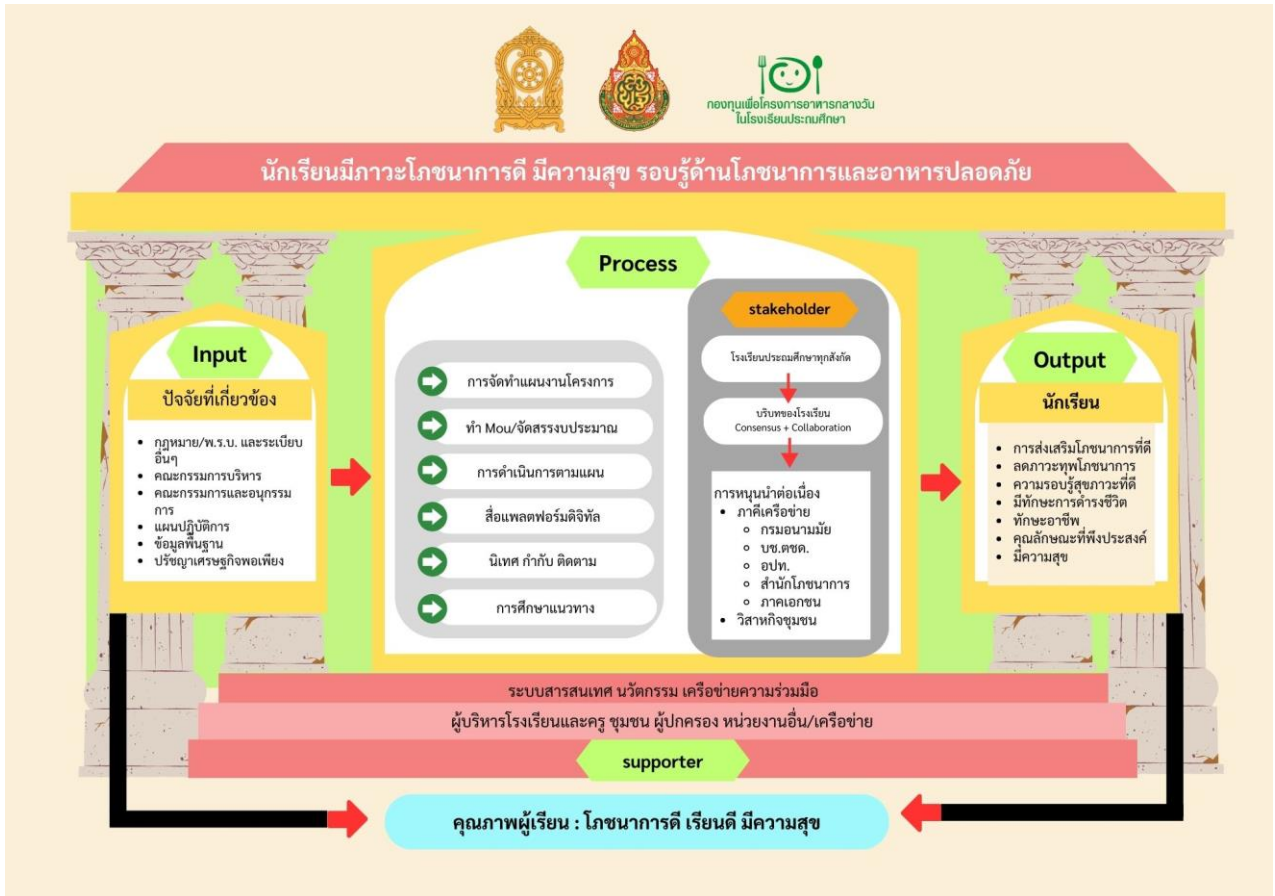 กองทุนเพื่อโครงการอาหารกลางวัน
ในโรงเรียนประถมศึกษา
นักเรียนมีภาวะโภชนาการดี มีความสุข รอบรู้ด้านโภชนาการและอาหารปลอดภัย
Input
ปัจจัยที่เกี่ยวข้อง
กฎหมาย/พ.ร.บ. และระเบียบ
อื่นๆ
คณะกรรมการบริหาร
คณะกรรมการและอนุกรรม
การ
แผนปฏิบัติการ
ข้อมูลพื้นฐาน
ปรัชญาเศรษฐกิจพอเพียง
Process
การจัดทำแผนงานโครงการ
ทำ Mou/จัดสรรงบประมาณ
การดำเนินการตามแผน
สื่อแพลตฟอร์มดิจิทัล
นิเทศ กำกับ ติดตาม
การศึกษาแนวทาง
stakeholder
โรงเรียนประถมศึกษาทุกสังกัด
บริบทของโรงเรียน
Consensus + Collaboration
การหนุนนำต่อเนื่อง
ภาคีเครือข่าย
กรมอนามมัย
บช.ตชด.
อปท.
สำนักโภชนาการ
ภาคเอกชน
วิสาหกิจชุมชน
Output
นักเรียน
การส่งเสริมโภชนาการที่ดี
ลดภาวะทุพโภชนาการ
ความรอบรู้สุขภาวะที่ดี
มีทักษะการดำรงชีวิต
ทักษะอาชีพ
คุณลักษณะที่พึงประสงค์
มีความสุข
ระบบสารสนเทศ นวัตกรรม เครือข่ายความร่วมมือ
ผู้บริหารโรงเรียนและครู ชุมชน ผู้ปกครอง หน่วยงานอื่น/เครือข่าย
supporter
คุณภาพผู้เรียน : โภชนาการดี เรียนดี มีความสุข